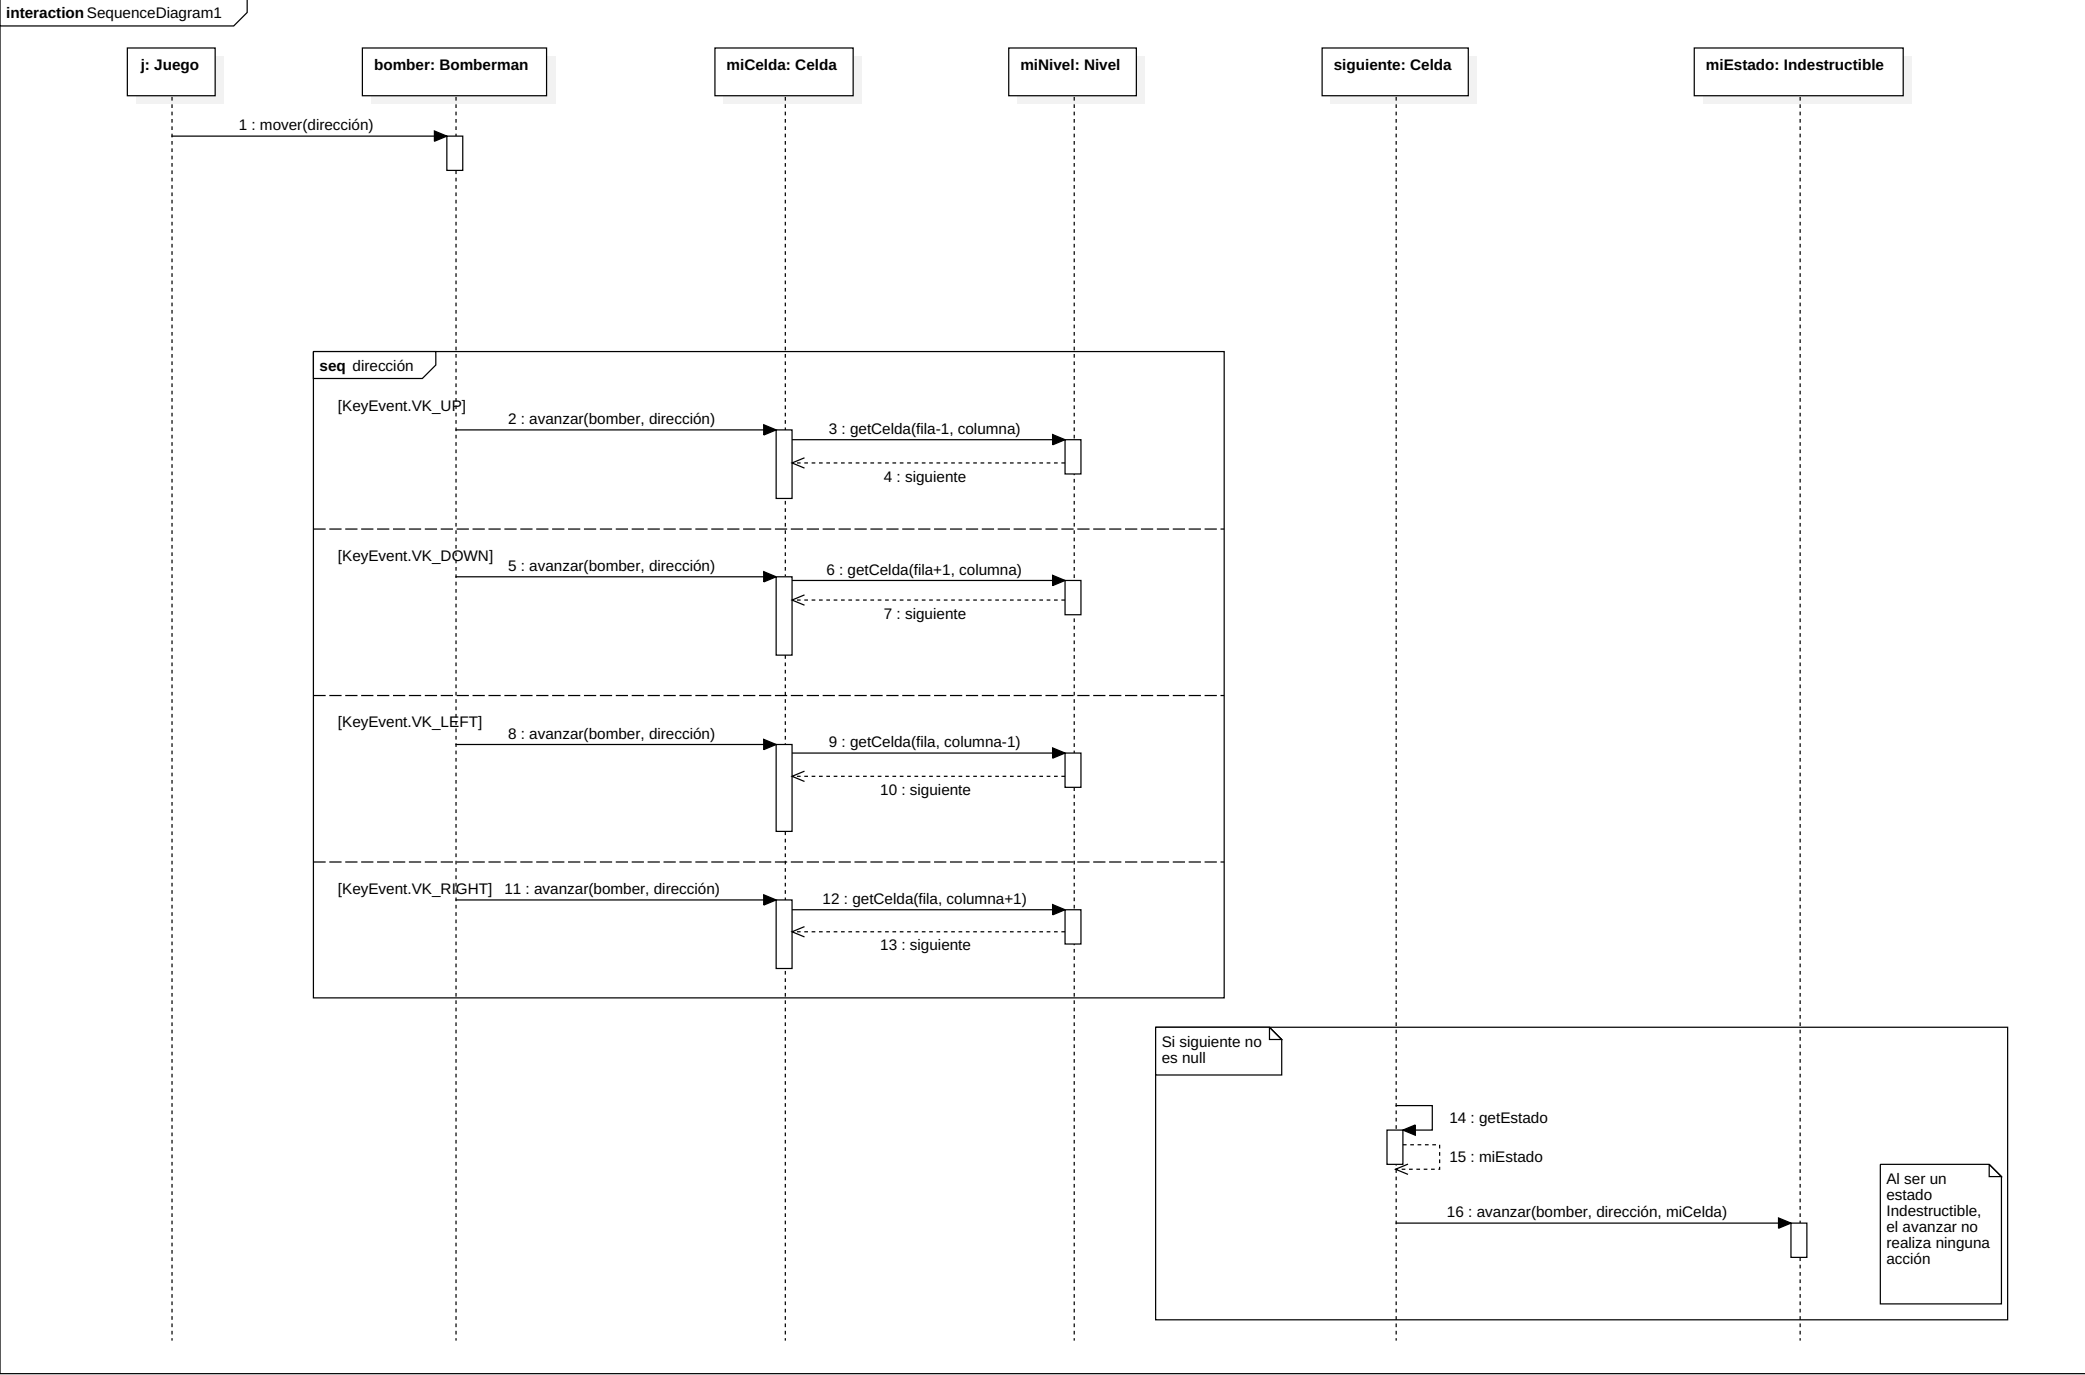 interaction SequenceDiagram1
j: Juego
bomber: Bomberman
miCelda: Celda
miNivel: Nivel
siguiente: Celda
miEstado: Indestructible
1 : mover(dirección)
seq dirección
[KeyEvent.VK_UP]
2 : avanzar(bomber, dirección)
3 : getCelda(fila-1, columna)
4 : siguiente
[KeyEvent.VK_DOWN]
5 : avanzar(bomber, dirección)
6 : getCelda(fila+1, columna)
7 : siguiente
[KeyEvent.VK_LEFT]
8 : avanzar(bomber, dirección)
9 : getCelda(fila, columna-1)
10 : siguiente
[KeyEvent.VK_RIGHT]
11 : avanzar(bomber, dirección)
12 : getCelda(fila, columna+1)
13 : siguiente
Si siguiente no
es null
14 : getEstado
15 : miEstado
16 : avanzar(bomber, dirección, miCelda)
Al ser un
estado
Indestructible,
el avanzar no
realiza ninguna
acción